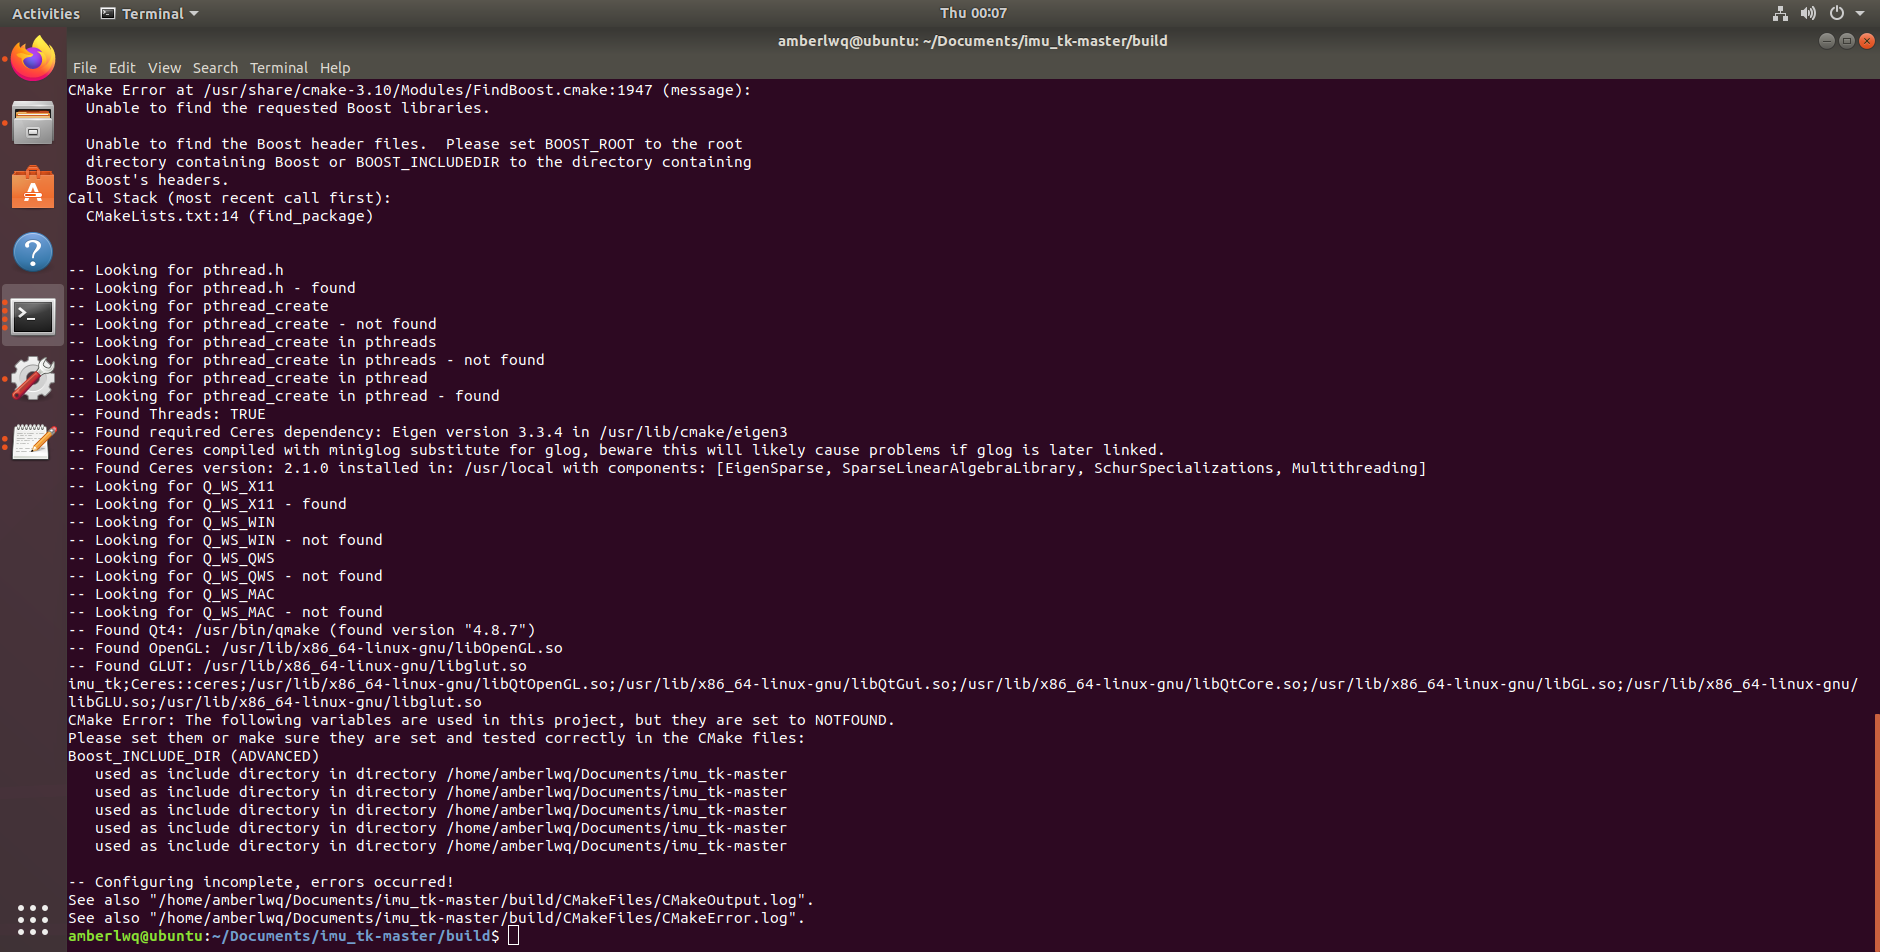 Activities
Terminal
Thu 00:07
amberlwq@ubuntu: ~/Documents/imu_tk-master/build
File Edit View Search Terminal Help
CMake Error at /usr/share/cmake-3.10/Modules/FindBoost.cmake:1947 (message):
  Unable to find the requested Boost libraries.
  Unable to find the Boost header files.  Please set BOOST_ROOT to the root
  directory containing Boost or BOOST_INCLUDEDIR to the directory containing
  Boost's headers.
Call Stack (most recent call first):
  CMakeLists.txt:14 (find_package)
-- Looking for pthread.h
-- Looking for pthread.h - found
-- Looking for pthread_create
-- Looking for pthread_create - not found
-- Looking for pthread_create in pthreads
-- Looking for pthread_create in pthreads - not found
-- Looking for pthread_create in pthread
-- Looking for pthread_create in pthread - found
-- Found Threads: TRUE
-- Found required Ceres dependency: Eigen version 3.3.4 in /usr/lib/cmake/eigen3
-- Found Ceres compiled with miniglog substitute for glog, beware this will likely cause problems if glog is later linked.
-- Found Ceres version: 2.1.0 installed in: /usr/local with components: [EigenSparse, SparseLinearAlgebraLibrary, SchurSpecializations, Multithreading]
-- Looking for Q_WS_X11
-- Looking for Q_WS_X11 - found
-- Looking for Q_WS_WIN
-- Looking for Q_WS_WIN - not found
-- Looking for Q_WS_QWS
-- Looking for Q_WS_QWS - not found
-- Looking for Q_WS_MAC
-- Looking for Q_WS_MAC - not found
-- Found Qt4: /usr/bin/qmake (found version "4.8.7")
-- Found OpenGL: /usr/lib/x86_64-linux-gnu/libOpenGL.so
-- Found GLUT: /usr/lib/x86_64-linux-gnu/libglut.so
imu_tk;Ceres::ceres;/usr/lib/x86_64-linux-gnu/libQtOpenGL.so;/usr/lib/x86_64-linux-gnu/libQtGui.so;/usr/lib/x86_64-linux-gnu/libQtCore.so;/usr/lib/x86_64-linux-gnu/libGL.so;/usr/lib/x86_64-linux-gnu/
libGLU.so;/usr/lib/x86_64-linux-gnu/libglut.so
CMake Error: The following variables are used in this project, but they are set to NOTFOUND.
Please set them or make sure they are set and tested correctly in the CMake files:
Boost_INCLUDE_DIR (ADVANCED)
   used as include directory in directory /home/amberlwq/Documents/imu_tk-master
   used as include directory in directory /home/amberlwq/Documents/imu_tk-master
   used as include directory in directory /home/amberlwq/Documents/imu_tk-master
   used as include directory in directory /home/amberlwq/Documents/imu_tk-master
   used as include directory in directory /home/amberlwq/Documents/imu_tk-master
-- Configuring incomplete, errors occurred!
See also "/home/amberlwq/Documents/imu_tk-master/build/CMakeFiles/CMakeOutput.log".
See also "/home/amberlwq/Documents/imu_tk-master/build/CMakeFiles/CMakeError.log".
amberlwq@ubuntu:~/Documents/imu_tk-master/build$